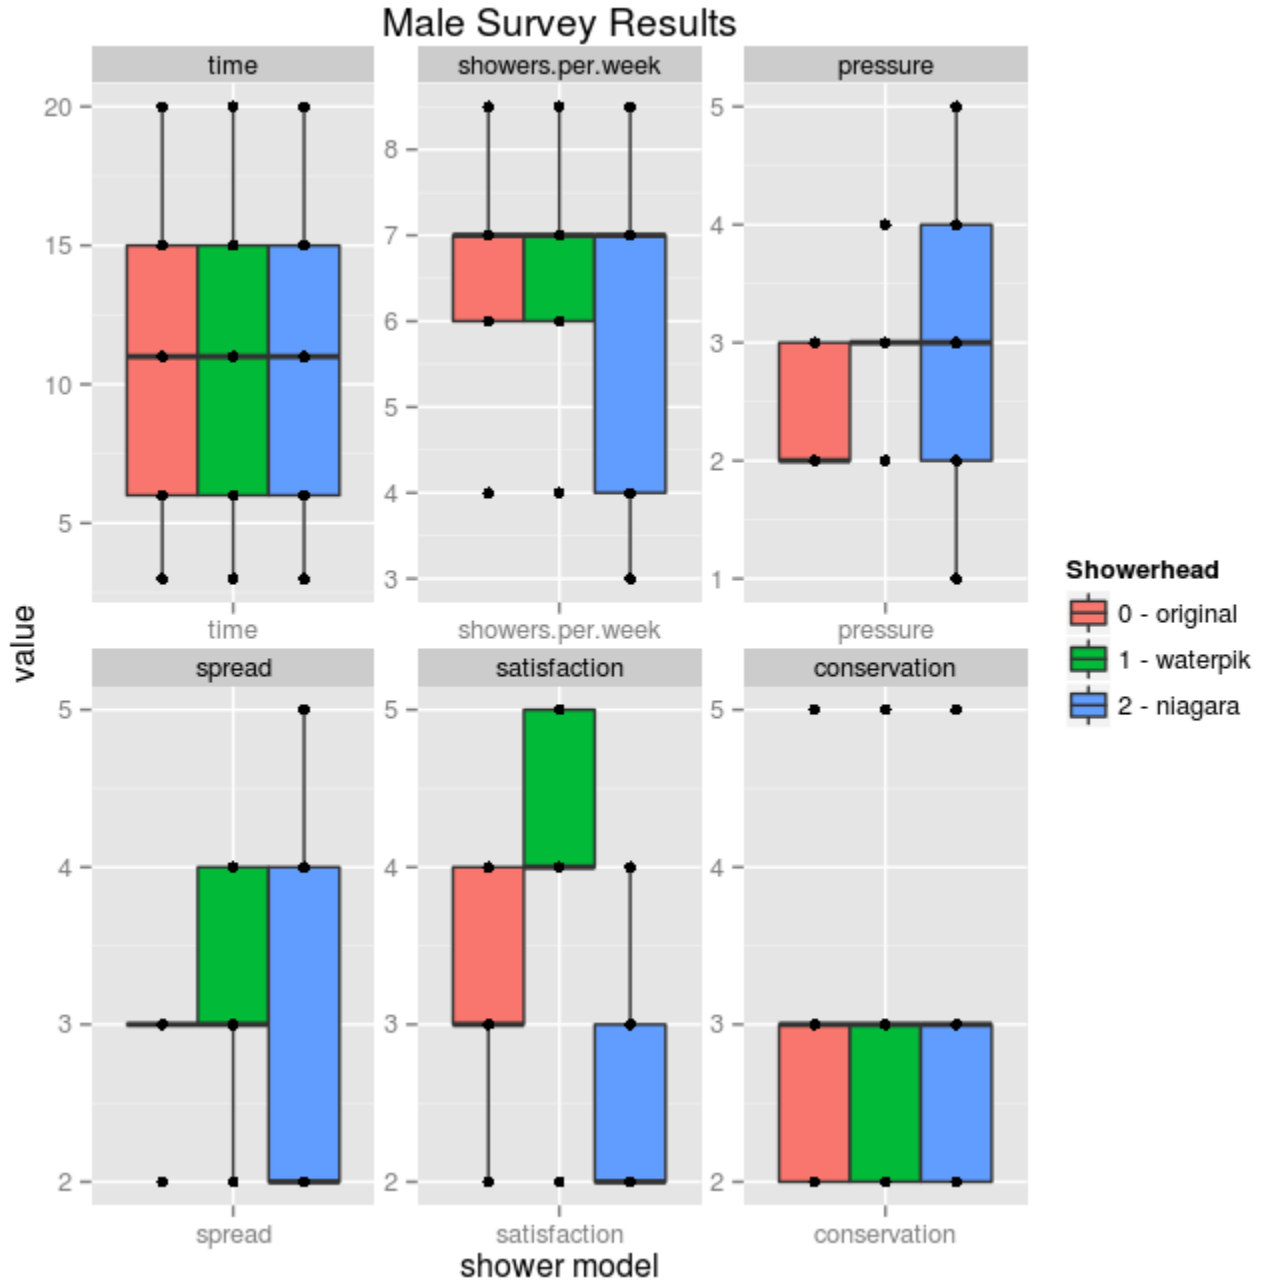 Male Survey Results
time
showers.per.week
pressure
20
15
10
5
8
7
6
5
4
3
5
4
3
2
1
time
showers.per.week
pressure
value
spread
satisfaction
conservation
5
4
3
2
5
4
3
2
5
4
3
2
spread
satisfaction
conservation
shower model
Showerhead
0 - original
1 - waterpik
2 - niagara